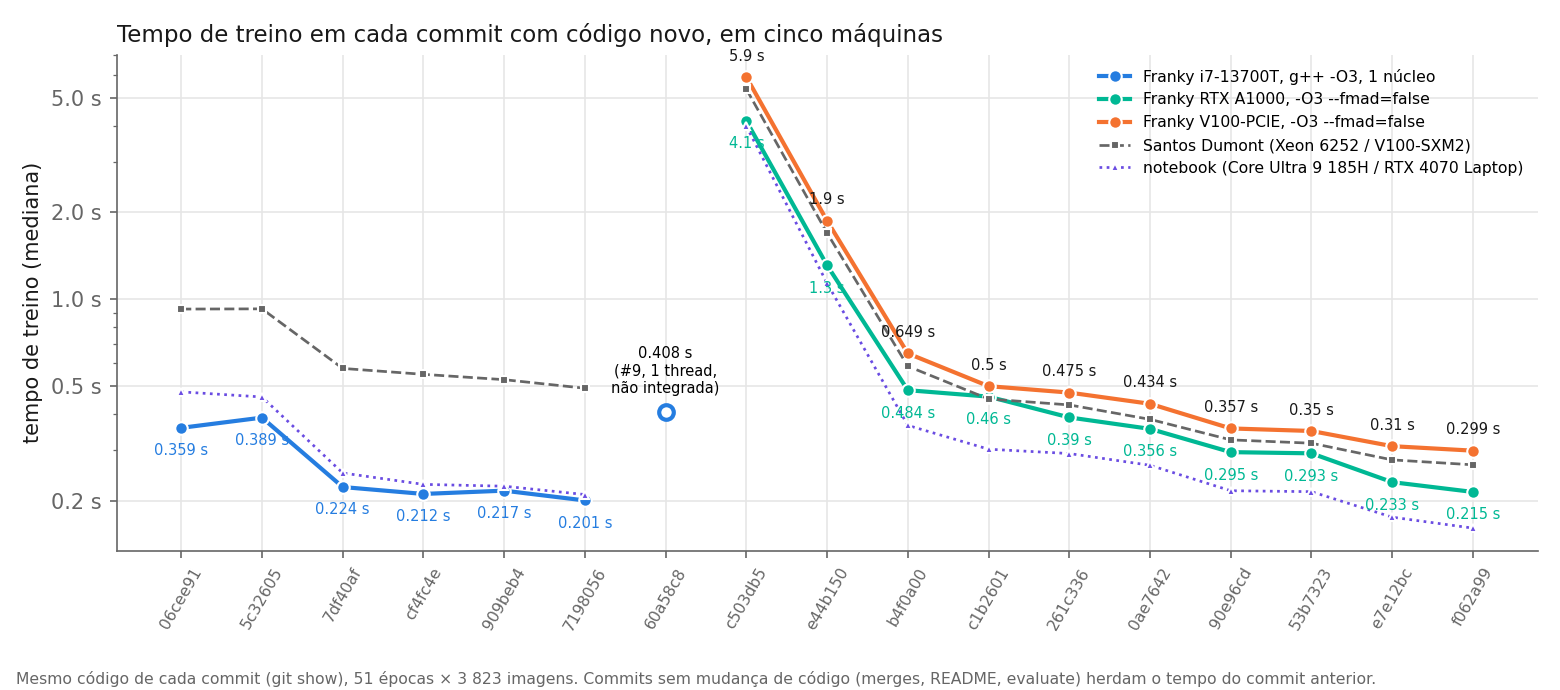 Tempo de treino em cada commit com código novo, em cinco máquinas
tempo de treino (mediana)
5.0 s
2.0 s
1.0 s
0.5 s
0.2 s
Franky i7-13700T, g++ -O3, 1 núcleo
Franky RTX A1000, -O3 --fmad=false
Franky V100-PCIE, -O3 --fmad=false
Santos Dumont (Xeon 6252 / V100-SXM2)
notebook (Core Ultra 9 185H / RTX 4070 Laptop)
0.359 s
0.389 s
0.224 s
0.212 s
0.217 s
0.201 s
0.408 s
(#9, 1 thread,
não integrada)
5.9 s
1.9 s
0.649 s
0.5 s
0.475 s
0.434 s
0.357 s
0.35 s
0.31 s
0.299 s
4.1 s
1.3 s
0.484 s
0.46 s
0.39 s
0.356 s
0.295 s
0.293 s
0.233 s
0.215 s
06cee91
5c32605
7df40af
cf4fc4e
909beb4
7198056
60a58c8
c503db5
e44b150
b4f0a00
c1b2601
261c336
0ae7642
90e96cd
53b7323
e7e12bc
f062a99
Mesmo código de cada commit (git show), 51 épocas × 3 823 imagens. Commits sem mudança de código (merges, README, evaluate) herdam o tempo do commit anterior.